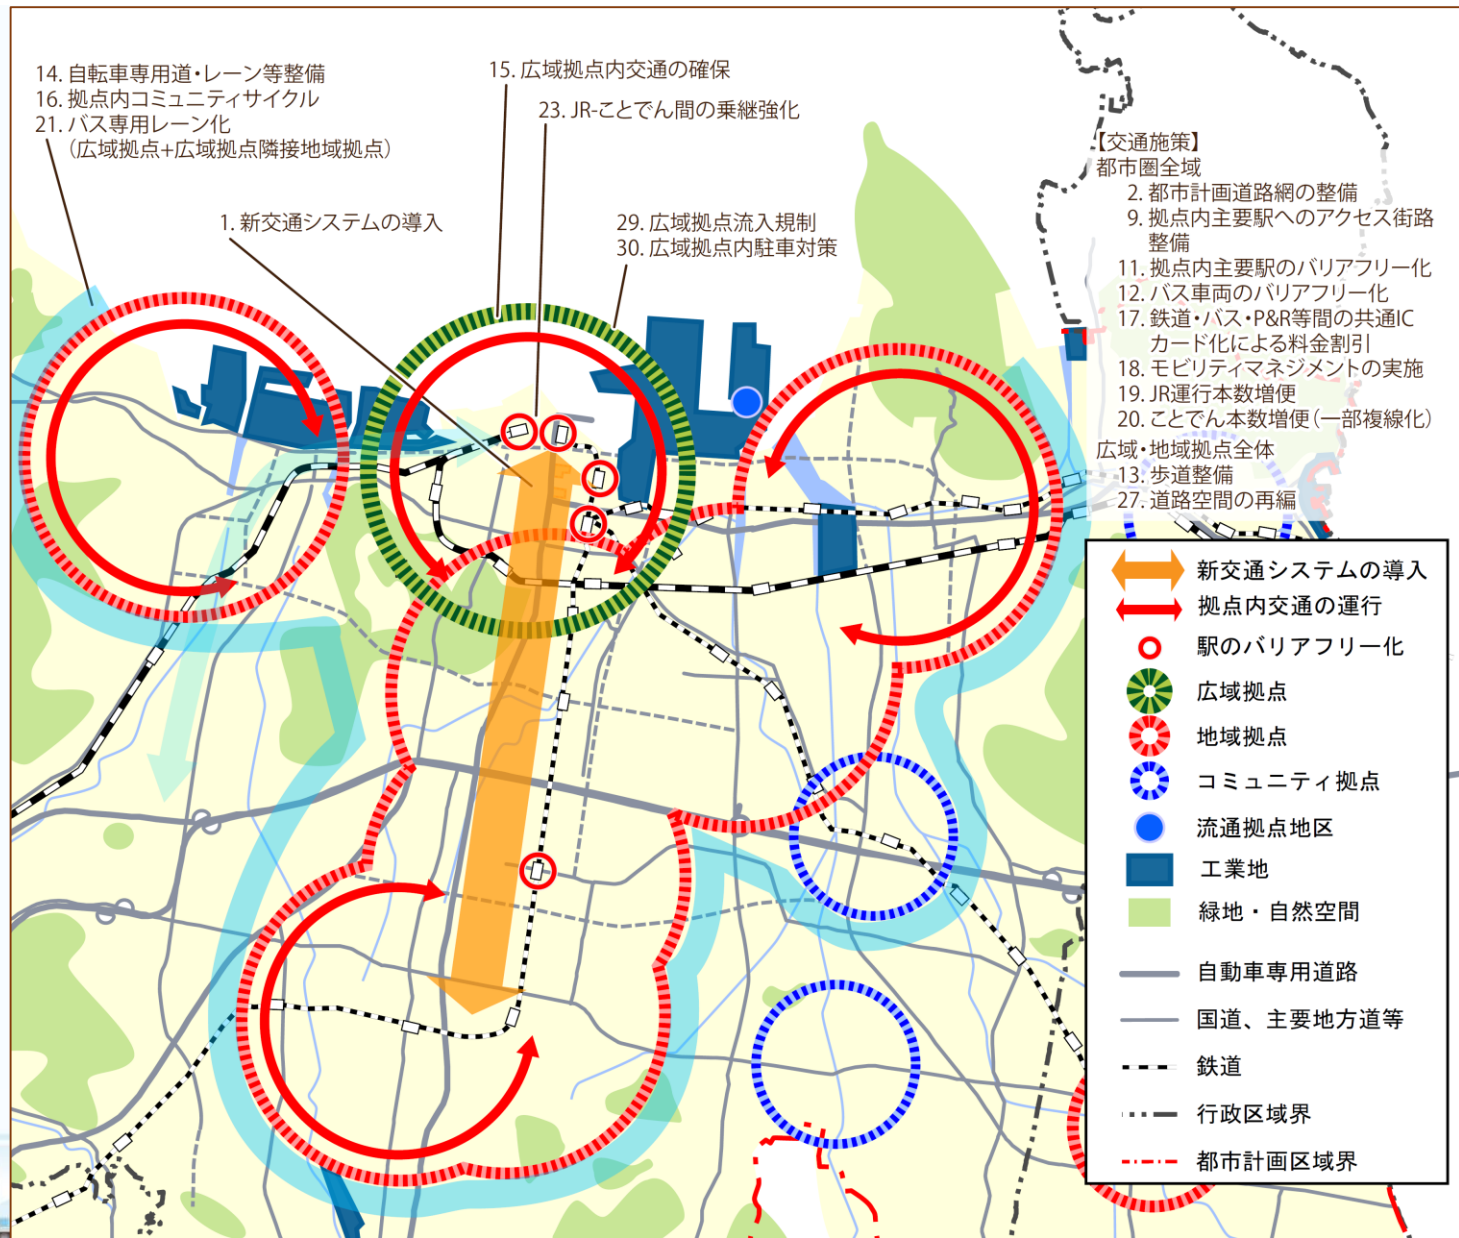 14. 自転車専用道・レーン等整備
16. 拠点内コミュニティサイクル
21. バス専用レーン化
（広域拠点+広域拠点隣接地域拠点）
15. 広域拠点内交通の確保
23. JR-ことでん間の乗継強化
1. 新交通システムの導入
29. 広域拠点流入規制
30. 広域拠点内駐車対策
【交通施策】
都市圏全域
2. 都市計画道路網の整備
9. 拠点内主要駅へのアクセス街路
整備
11. 拠点内主要駅のバリアフリー化
12. バス車両のバリアフリー化
17. 鉄道・バス・P&R等間の共通IC
カード化による料金割引
18. モビリティマネジメントの実施
19. JR運行本数増便
20. ことでん本数増便（一部複線化）
広域・地域拠点全体
13. 歩道整備
27. 道路空間の再編
新交通システムの導入
拠点内交通の運行
駅のバリアフリー化
広域拠点
地域拠点
コミュニティ拠点
流通拠点地区
工業地
緑地・自然空間
自動車専用道路
国道、主要地方道等
鉄道
行政区域界
都市計画区域界